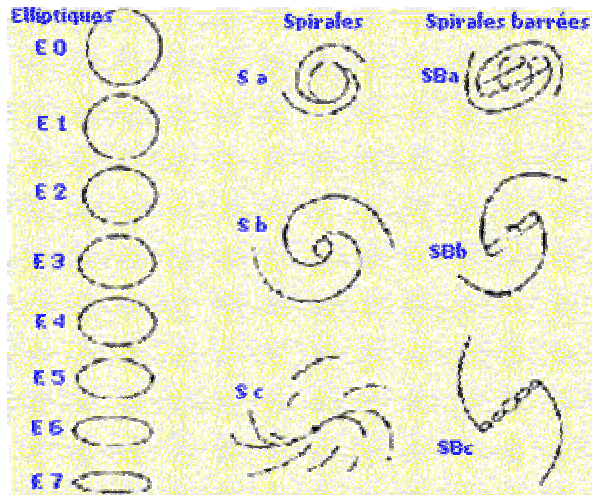 Elliptiques
E 0
E 1
E 2
E 3
E 4
E 5
E 6
E 7
Spirales
S a
S b
S c
Spirales barrées
SBa
SBb
SBc